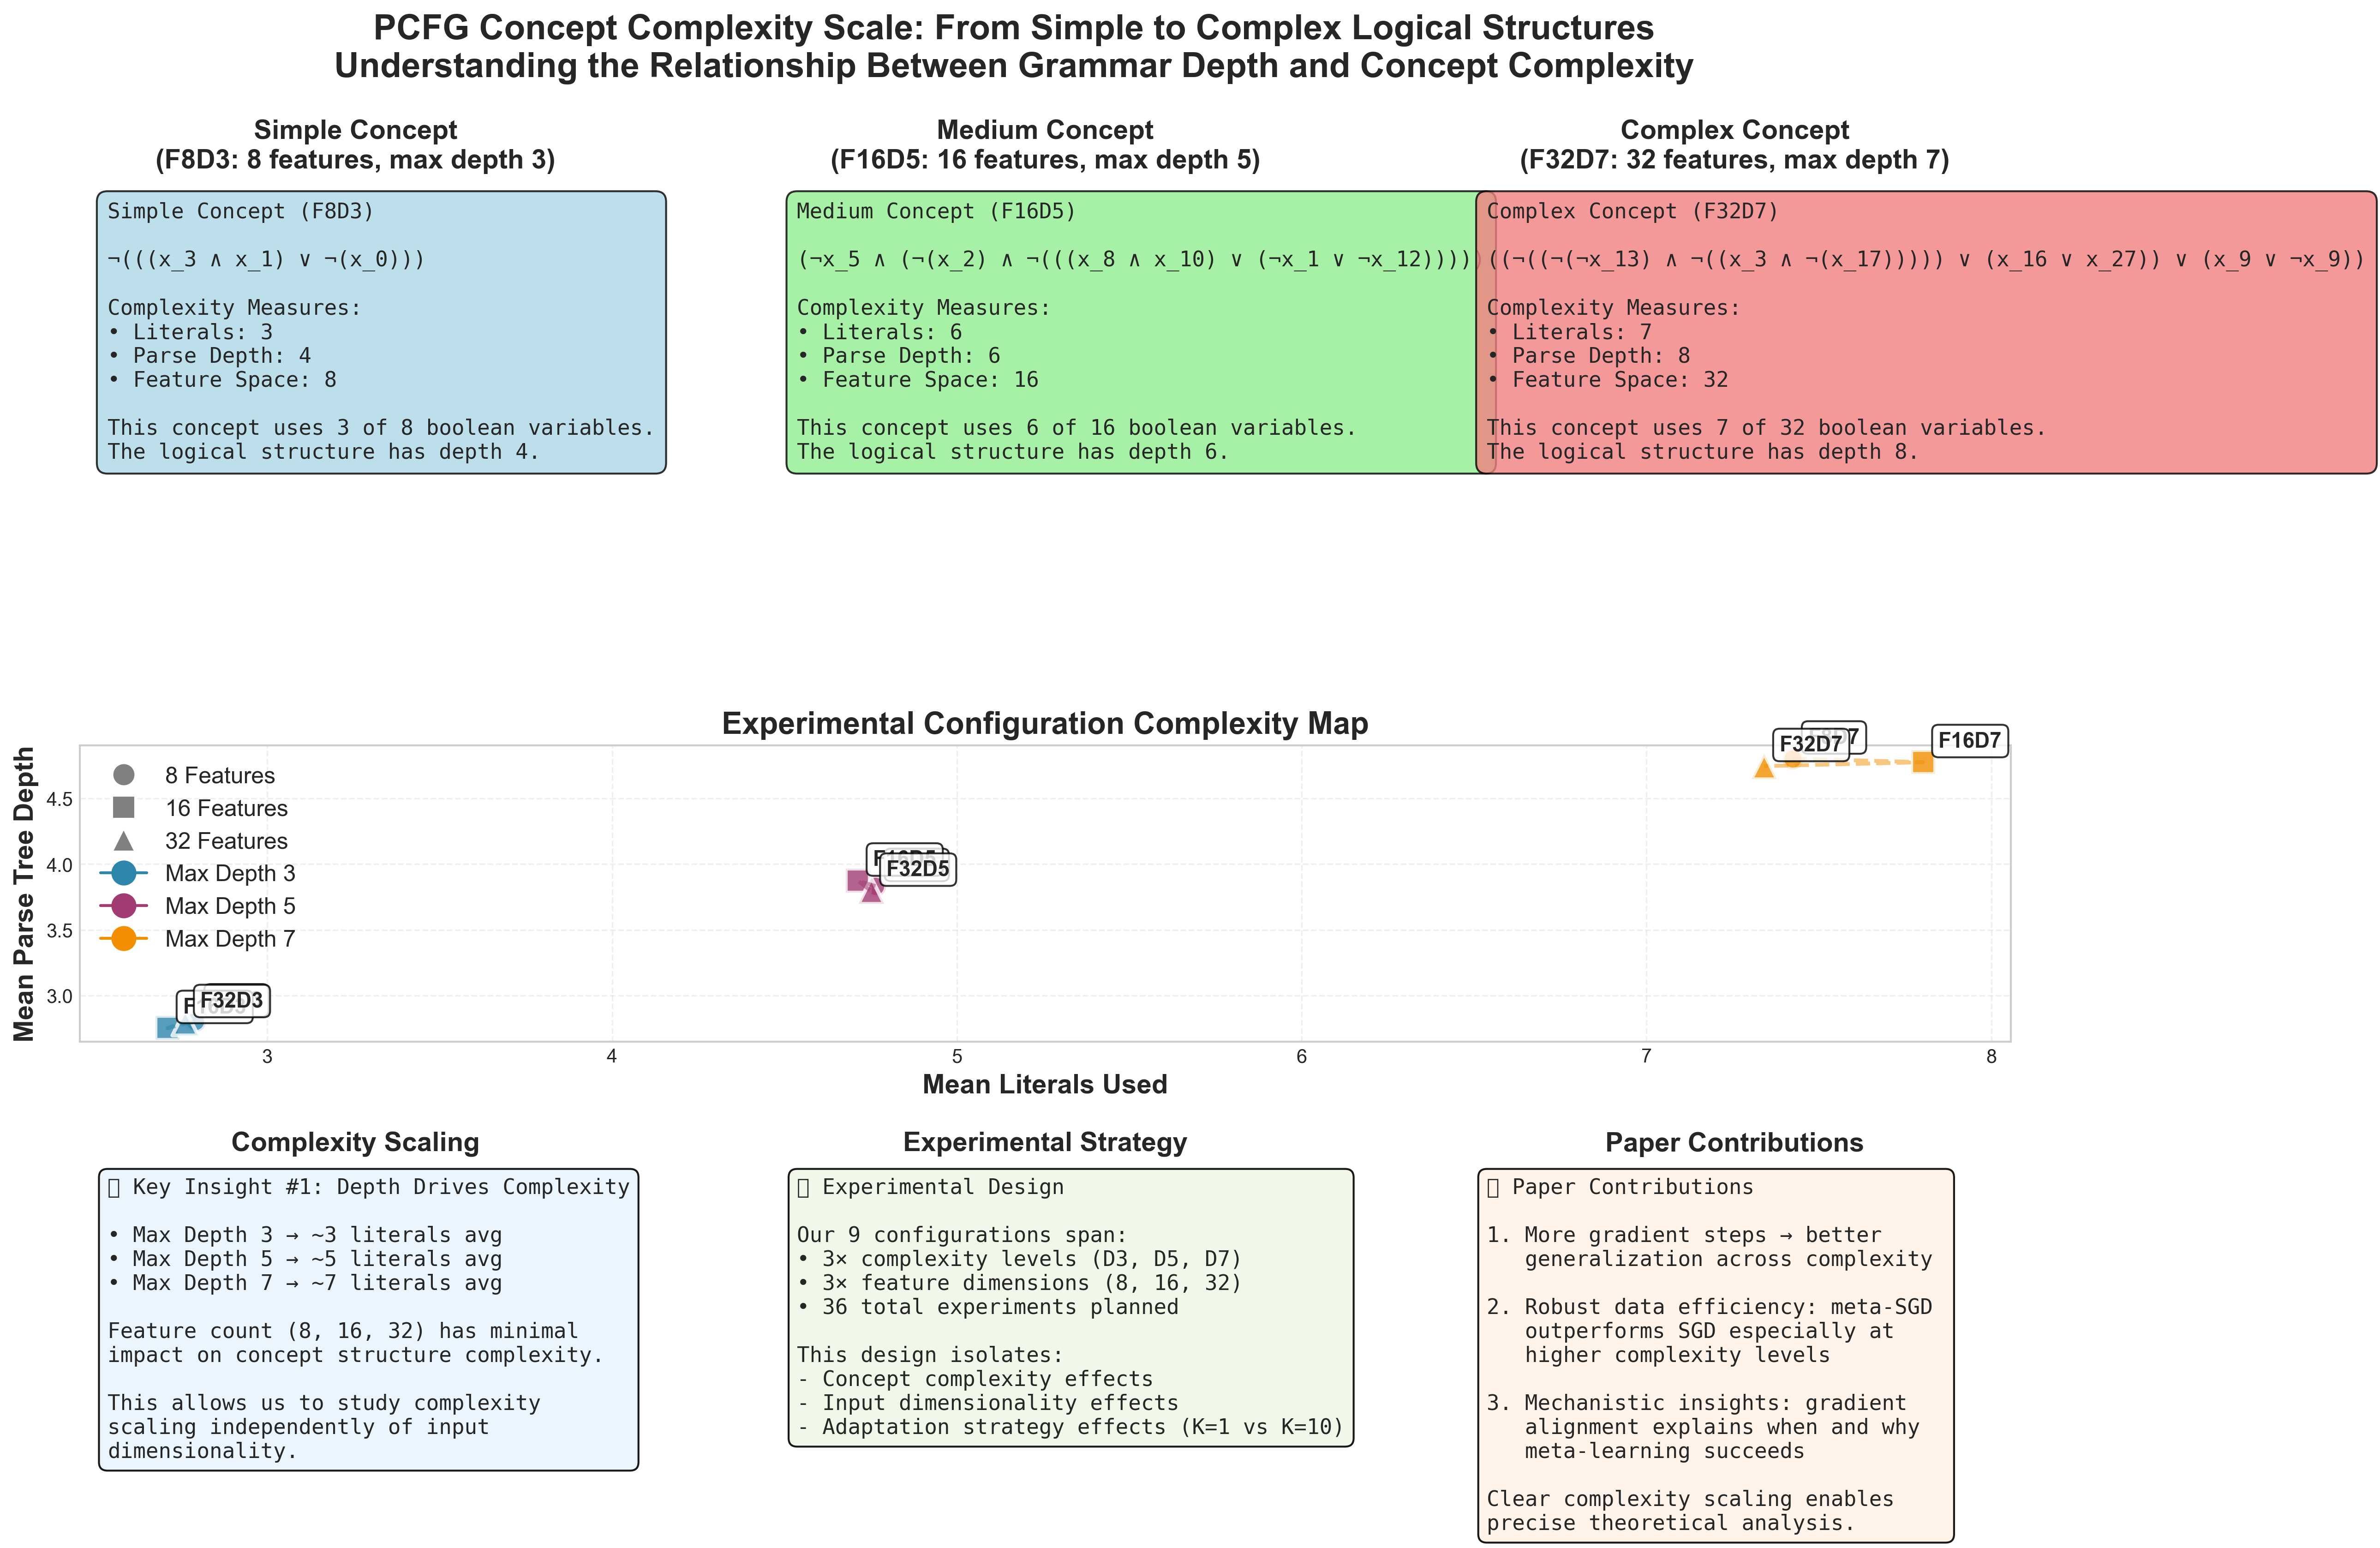 PCFG Concept Complexity Scale: From Simple to Complex Logical Structures
Understanding the Relationship Between Grammar Depth and Concept Complexity
Simple Concept
(F8D3: 8 features, max depth 3)
Simple Concept (F8D3)
¬(((x_3 ∧ x_1) ∨ ¬(x_0)))
Complexity Measures:
• Literals: 3
• Parse Depth: 4
• Feature Space: 8
This concept uses 3 of 8 boolean variables.
The logical structure has depth 4.
Medium Concept
(F16D5: 16 features, max depth 5)
Medium Concept (F16D5)
(¬x_5 ∧ (¬(x_2) ∧ ¬(((x_8 ∧ x_10) ∨ (¬x_1 ∨ ¬x_12)))))
Complexity Measures:
• Literals: 6
• Parse Depth: 6
• Feature Space: 16
This concept uses 6 of 16 boolean variables.
The logical structure has depth 6.
Complex Concept
(F32D7: 32 features, max depth 7)
Complex Concept (F32D7)
((¬((¬(¬x_13) ∧ ¬((x_3 ∧ ¬(x_17))))) ∨ (x_16 ∨ x_27)) ∨ (x_9 ∨ ¬x_9))
Complexity Measures:
• Literals: 7
• Parse Depth: 8
• Feature Space: 32
This concept uses 7 of 32 boolean variables.
The logical structure has depth 8.
Experimental Configuration Complexity Map
Mean Parse Tree Depth
4.5
4.0
3.5
3.0
8 Features
16 Features
32 Features
Max Depth 3
Max Depth 5
Max Depth 7
F32D7
F16D7
F32D5
F32D3
3
4
5
6
7
8
Mean Literals Used
Complexity Scaling
Key Insight #1: Depth Drives Complexity
• Max Depth 3 → ~3 literals avg
• Max Depth 5 → ~5 literals avg
• Max Depth 7 → ~7 literals avg
Feature count (8, 16, 32) has minimal
impact on concept structure complexity.
This allows us to study complexity
scaling independently of input
dimensionality.
Experimental Strategy
Experimental Design
Our 9 configurations span:
• 3× complexity levels (D3, D5, D7)
• 3× feature dimensions (8, 16, 32)
• 36 total experiments planned
This design isolates:
- Concept complexity effects
- Input dimensionality effects
- Adaptation strategy effects (K=1 vs K=10)
Paper Contributions
Paper Contributions
1. More gradient steps → better
generalization across complexity
2. Robust data efficiency: meta-SGD
outperforms SGD especially at
higher complexity levels
3. Mechanistic insights: gradient
alignment explains when and why
meta-learning succeeds
Clear complexity scaling enables
precise theoretical analysis.